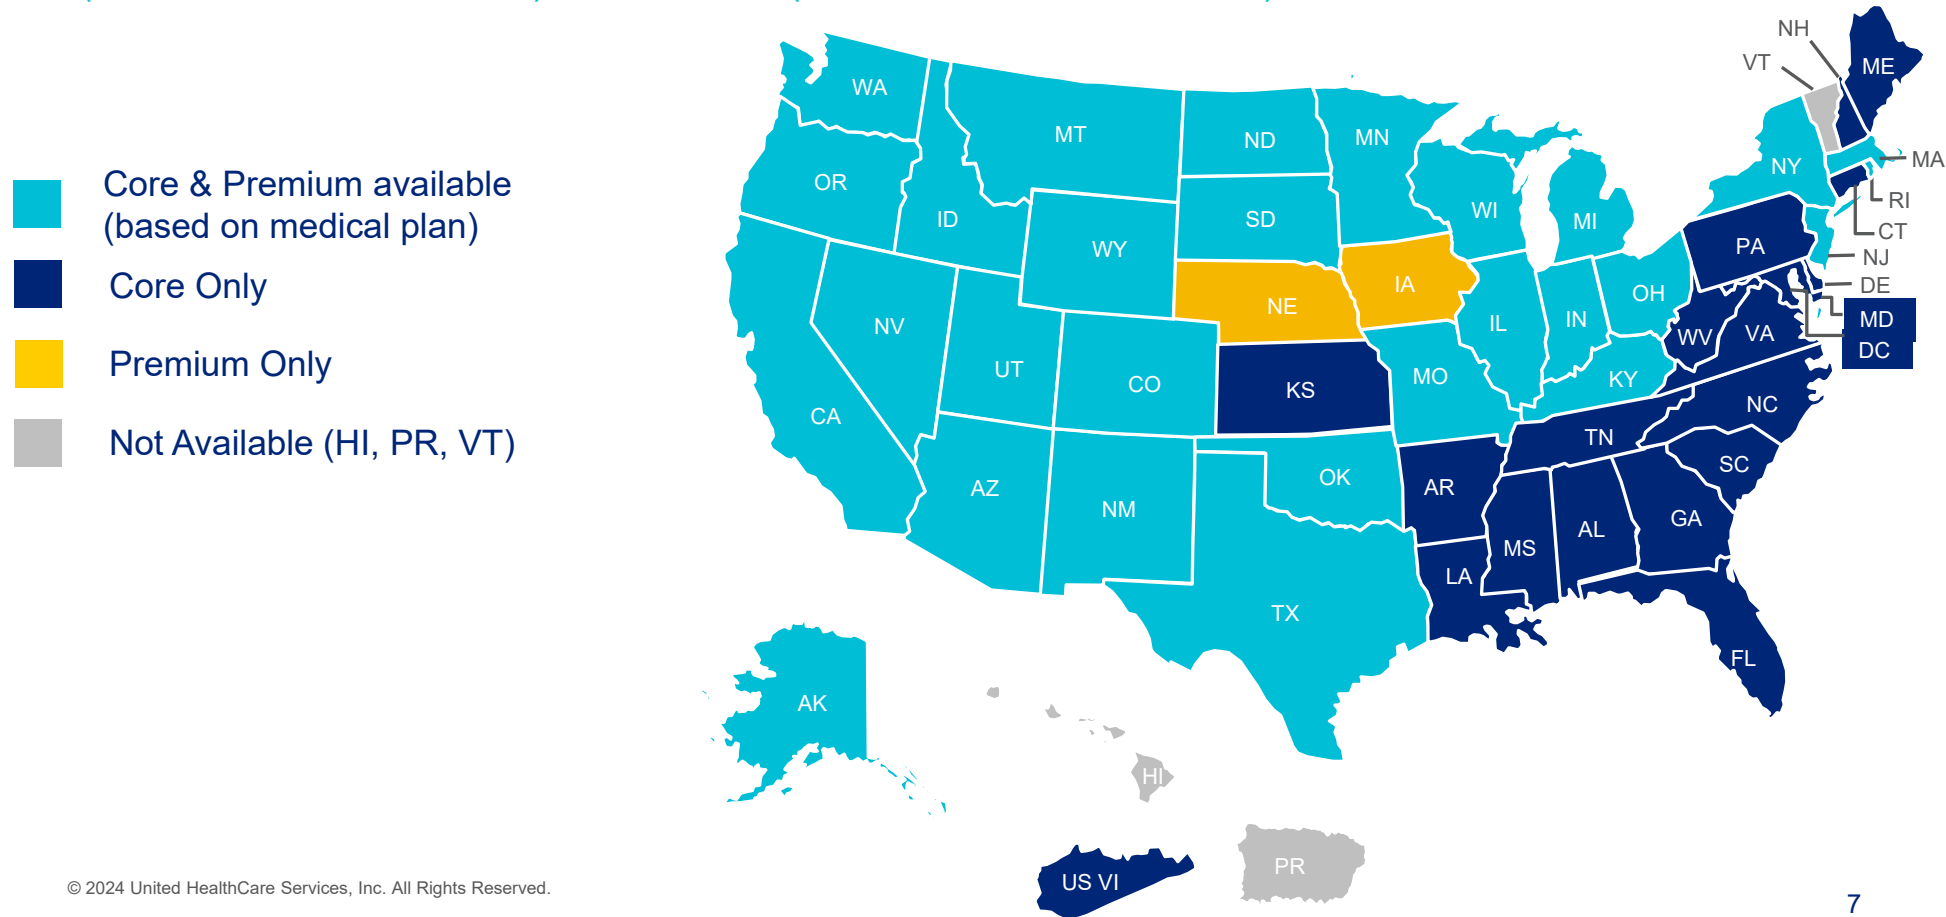 Core & Premium available
(based on medical plan)
Core Only
Premium Only
Not Available (HI, PR, VT)
NH
VT
ME
WA
MT
ND
MN
OR
ID
SD
WI
MI
NY
MA
RI
CT
WY
PA
NJ
NE
IA
OH
DE
NV
IL
IN
WV
VA
MD
DC
UT
CO
KS
MO
KY
CA
NC
TN
AZ
NM
OK
AR
SC
MS
AL
GA
LA
TX
FL
AK
HI
US VI
PR
© 2024 United HealthCare Services, Inc. All Rights Reserved.
7